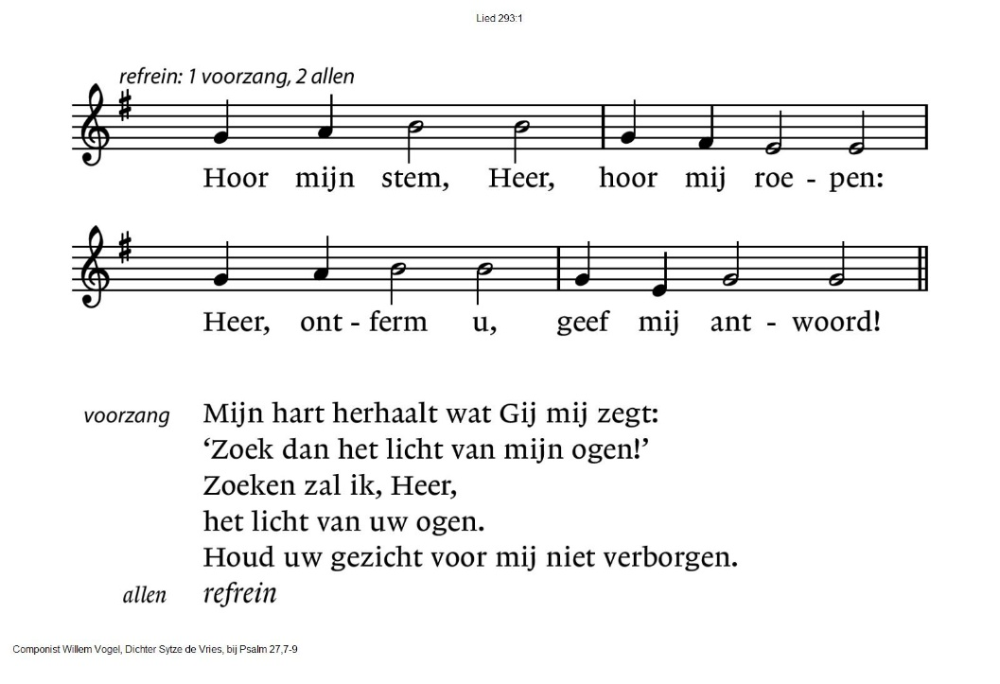 Lied 293:1
refrein: 1 voorzang, 2 allen
Hoor mijn stem, Heer, hoor mij roe - pen:
Heer, ont - ferm u, geef mij ant - woord!
voorzang Mijn hart herhaalt wat Gij mij zegt:
‘Zoek dan het licht van mijn ogen!’
Zoeken zal ik, Heer,
het licht van uw ogen.
Houd uw gezicht voor mij niet verborgen.
allen refrein
Componist Willem Vogel, Dichter Sytze de Vries, bij Psalm 27,7-9